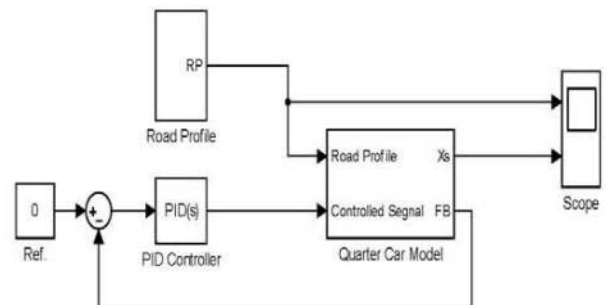 RP
Road Profile
Road Profile Xs
Controlled Segnal FB
Quarter Car Model
Scope
0
Ref.
+
-
PID(s)
PID Controller